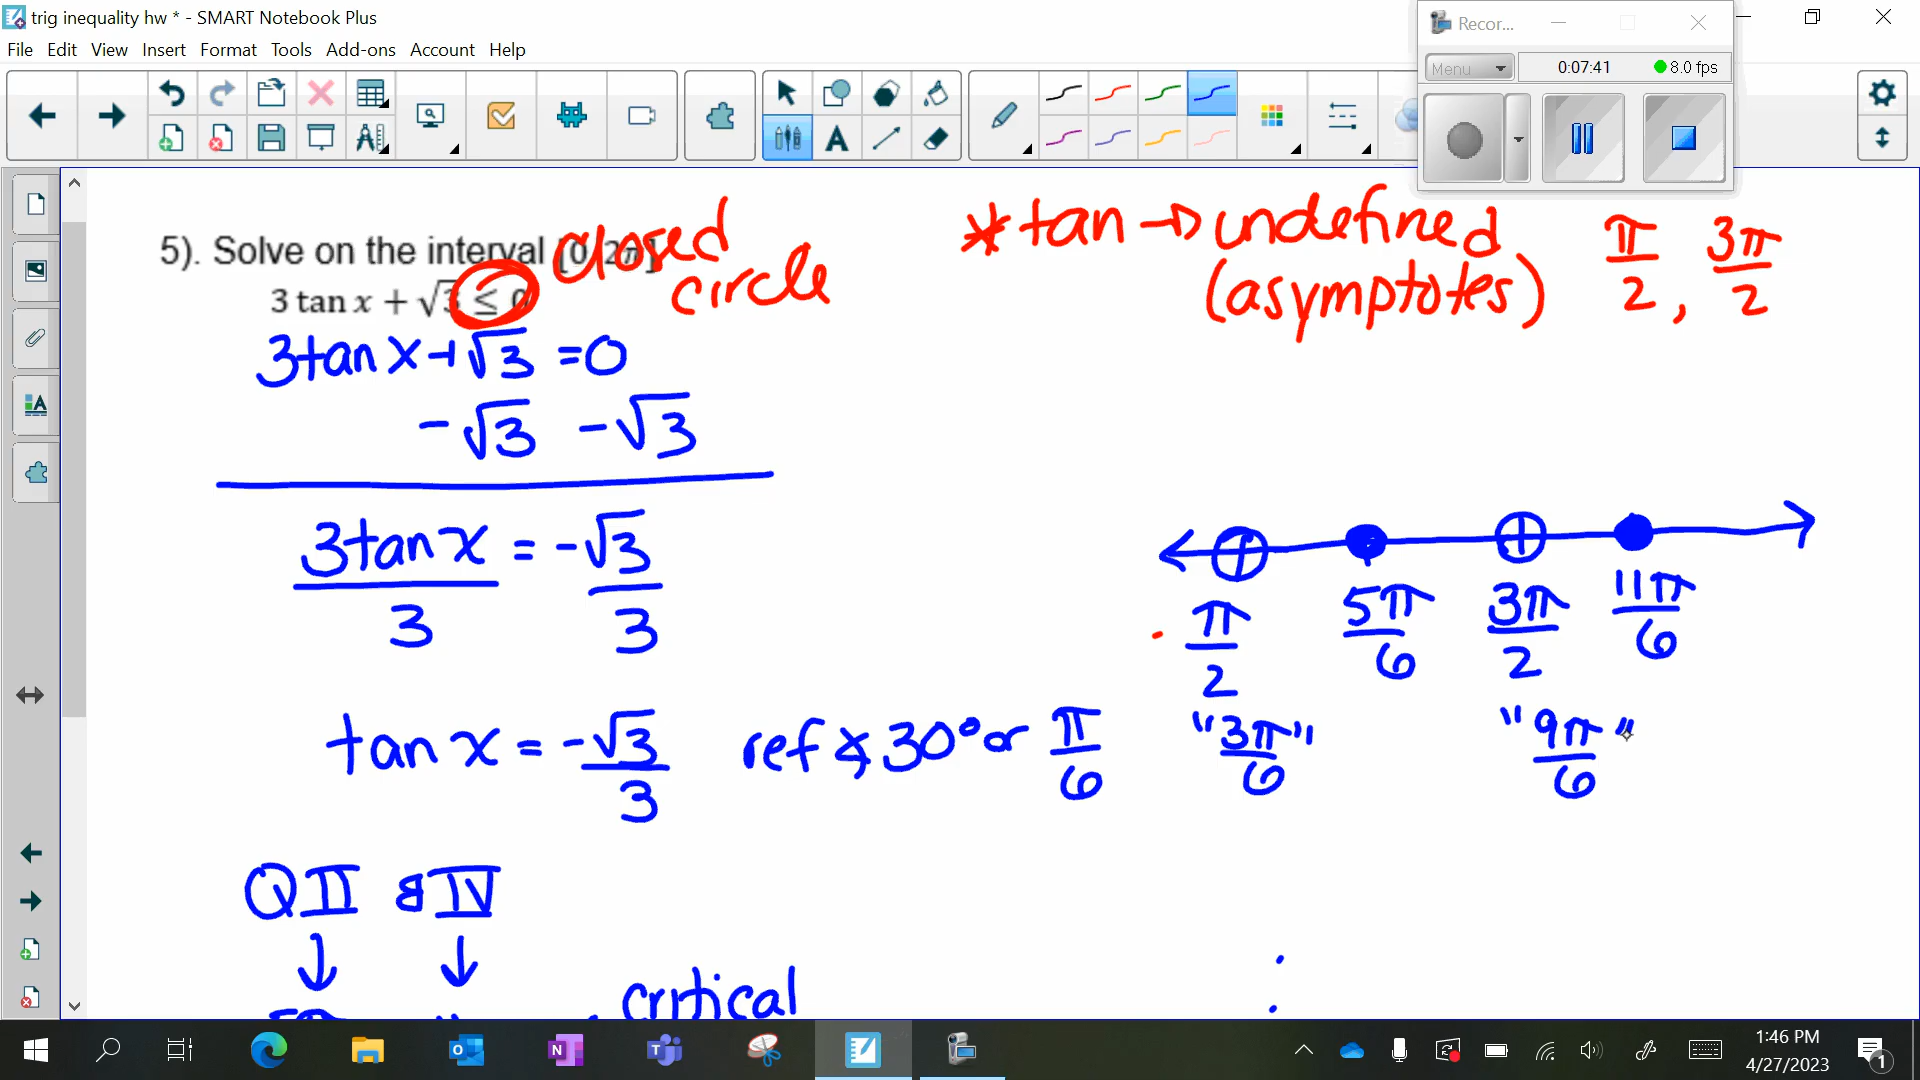 trig inequality hw * - SMART Notebook Plus
File Edit View Insert Format Tools Add-ons Account Help
Recor...
Menu 0:07:41 8.0 fps
5). Solve on the interval [0, 2π]
closed circle
3 tan x + √3 ≤ 0
* tan → undefined
(asymptotes)
π/2 , 3π/2
3tan x + √3 = 0
-√3 -√3
3tan x / 3 = -√3 / 3
tan x = -√3/3 ref ∡ 30° or π/6
π/2 5π/6 3π/2 11π/6
"3π/6" "9π/6"
QII & IV
↓ ↓
critical
1:46 PM
4/27/2023
1